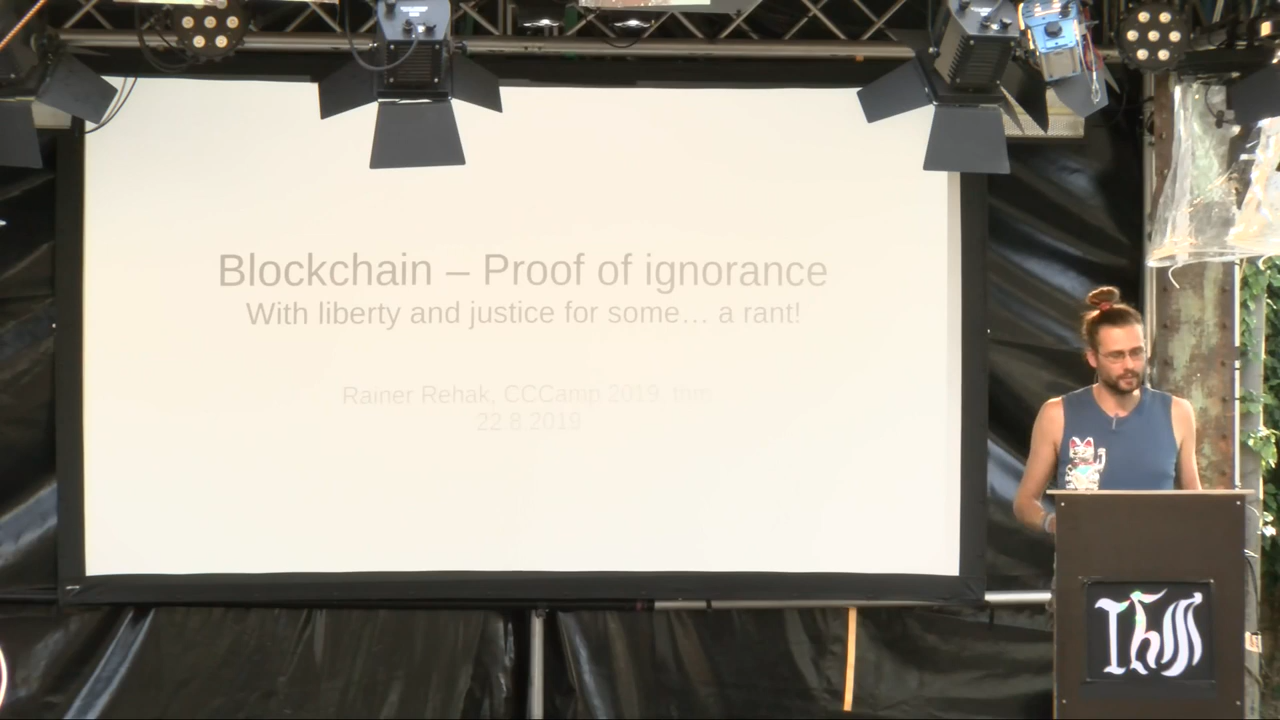 Blockchain – Proof of ignorance
With liberty and justice for some… a rant!
Rainer Rehak, CCCamp 2019,
22.8.2019